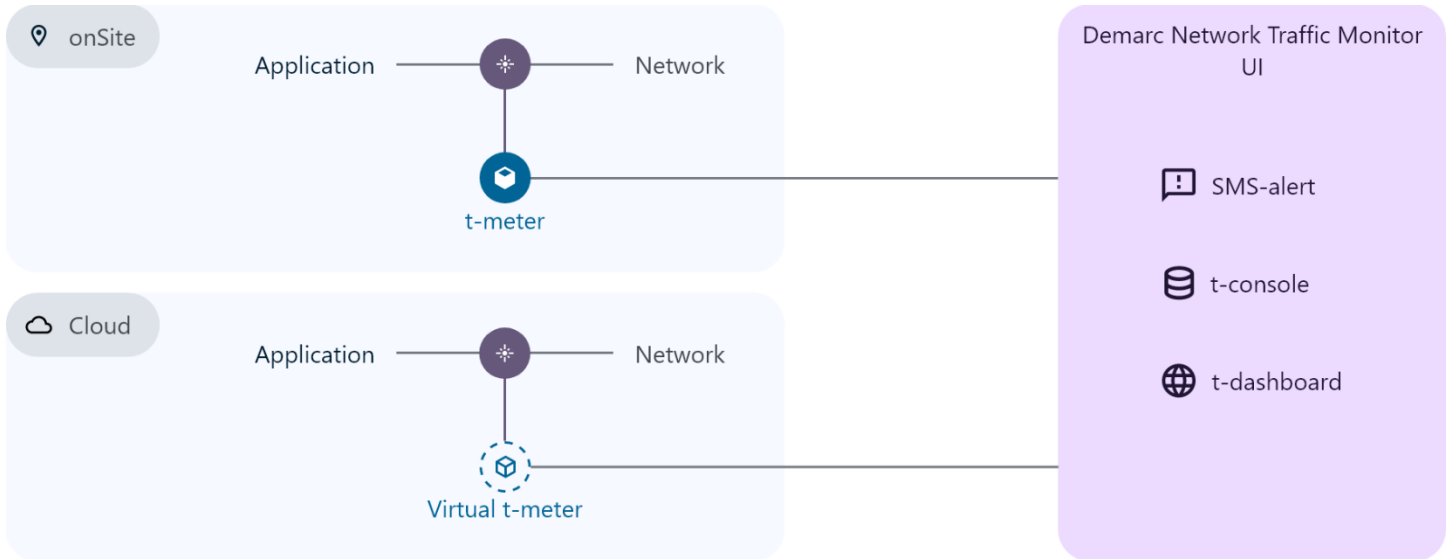 onSite
Application
Network
t-meter
Cloud
Application
Network
Virtual t-meter
Demarc Network Traffic Monitor
UI
SMS-alert
t-console
t-dashboard